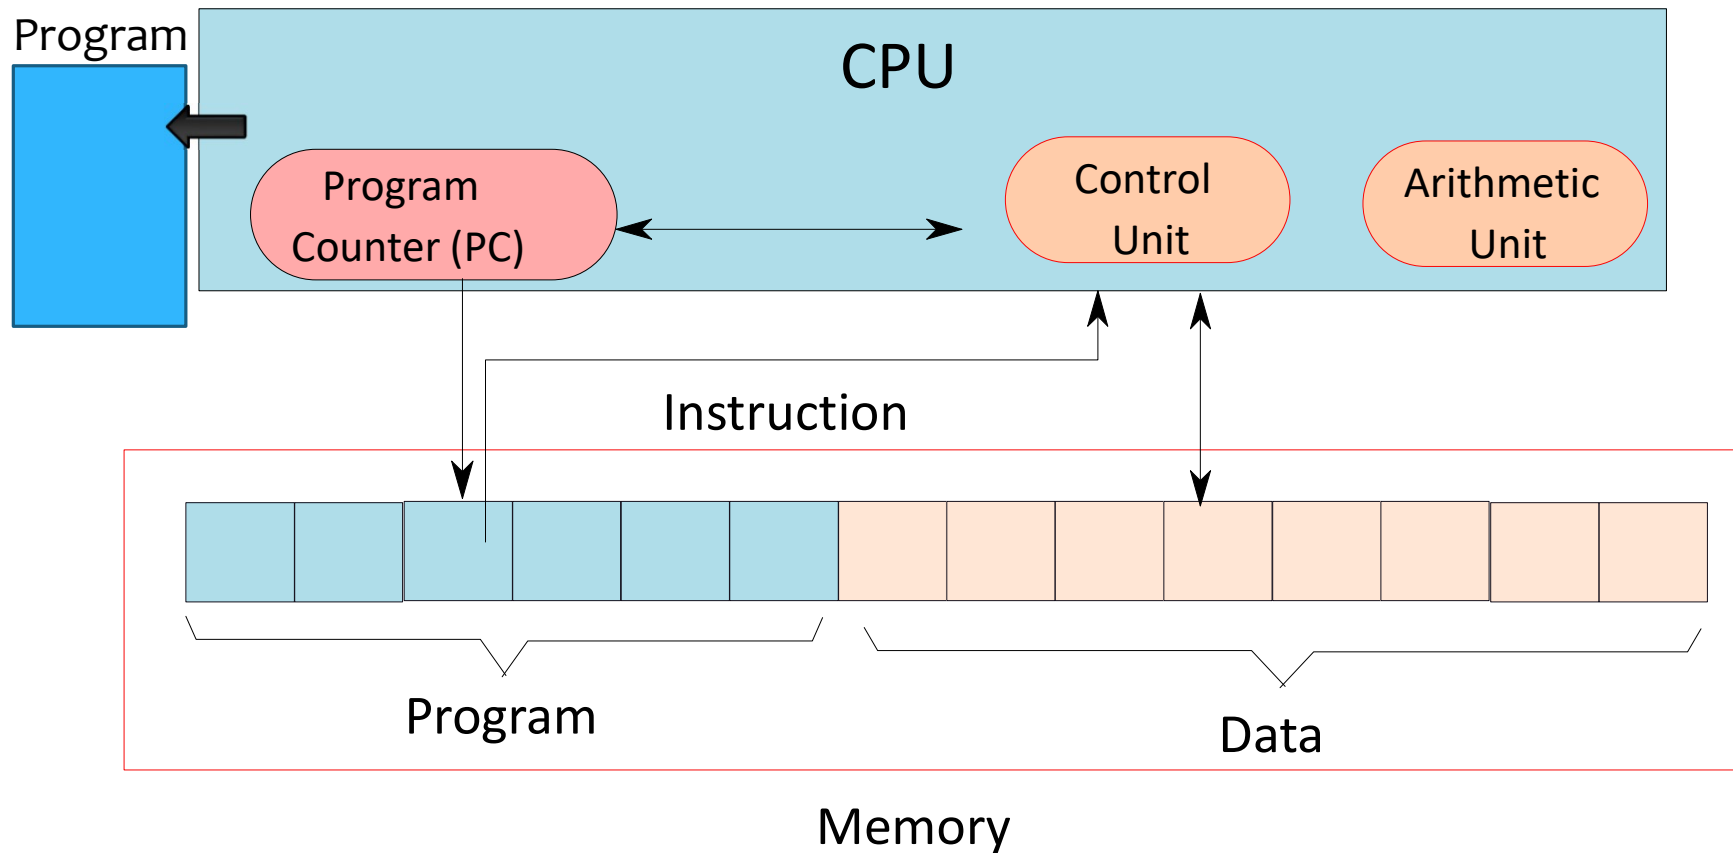 Program
CPU
Program
Counter (PC)
Control
Unit
Arithmetic
Unit
Instruction
Program
Data
Memory